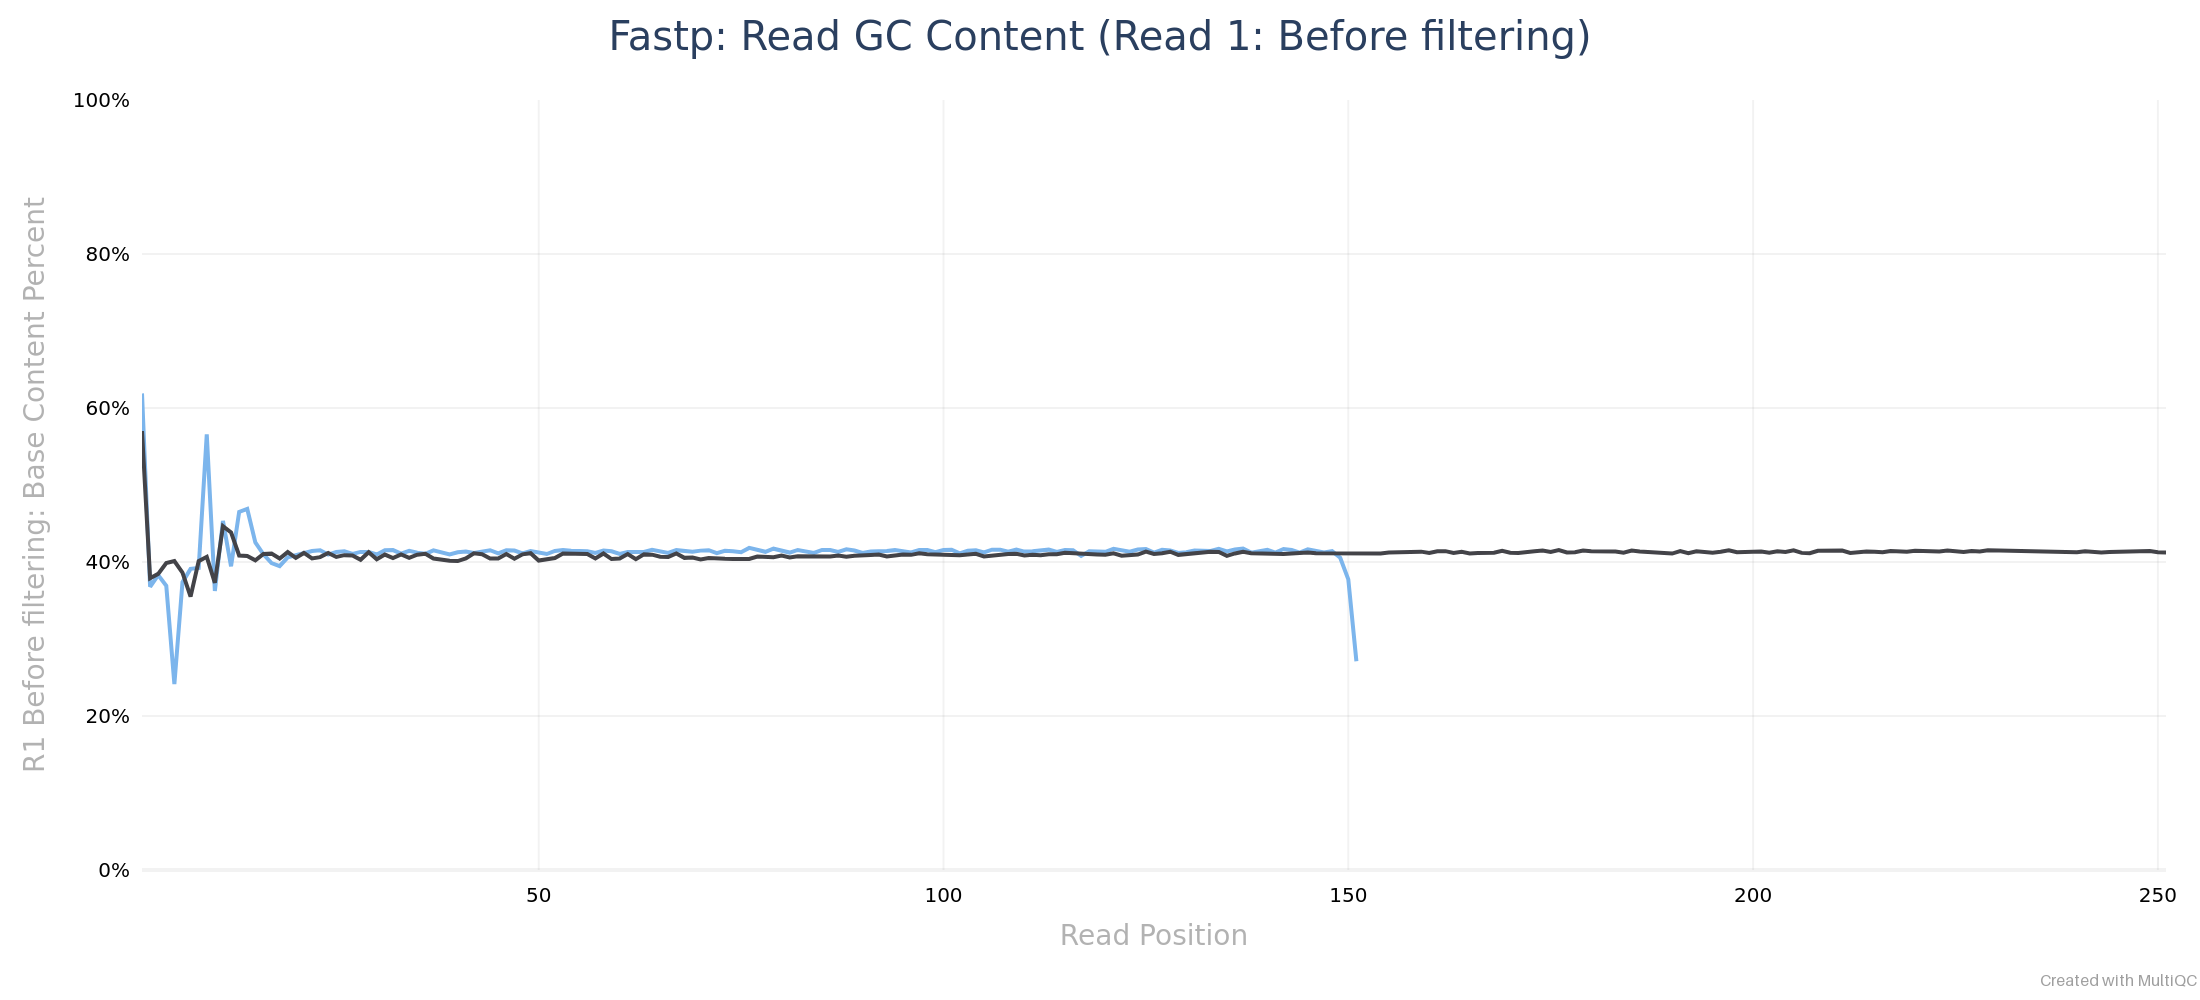 Fastp: Read GC Content (Read 1: Before filtering)
R1 Before filtering: Base Content Percent
100%
80%
60%
40%
20%
0%
50
100
150
200
250
Read Position
Created with MultiQC